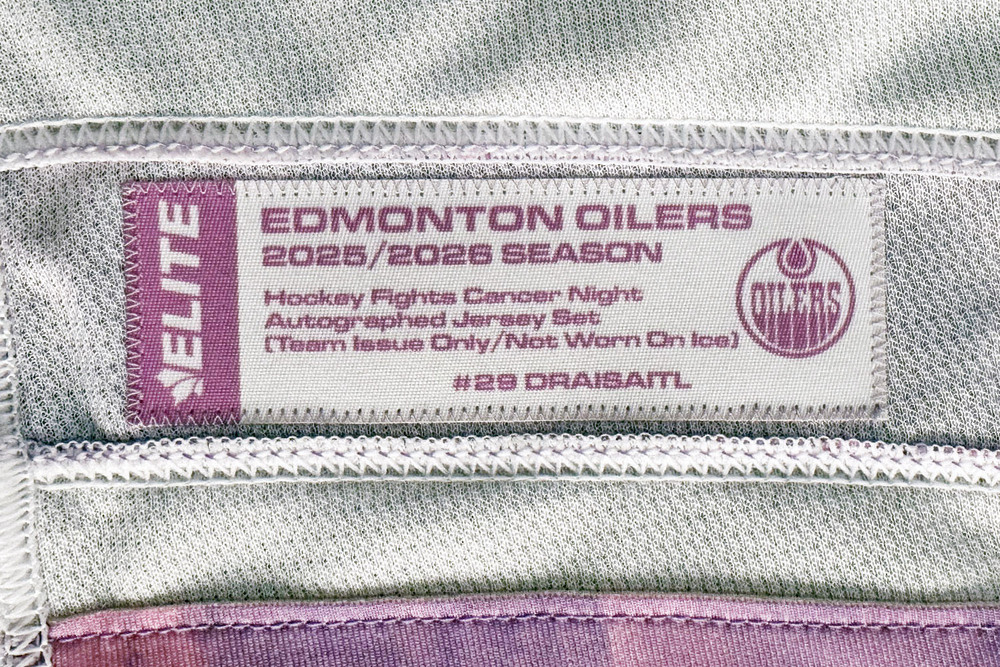 ELITE
EDMONTON OILERS
2025/2026 SEASON
Hockey Fights Cancer Night
Autographed Jersey Set
(Team Issue Only/Not Worn On Ice)
#29 DRAISAITL
OILERS